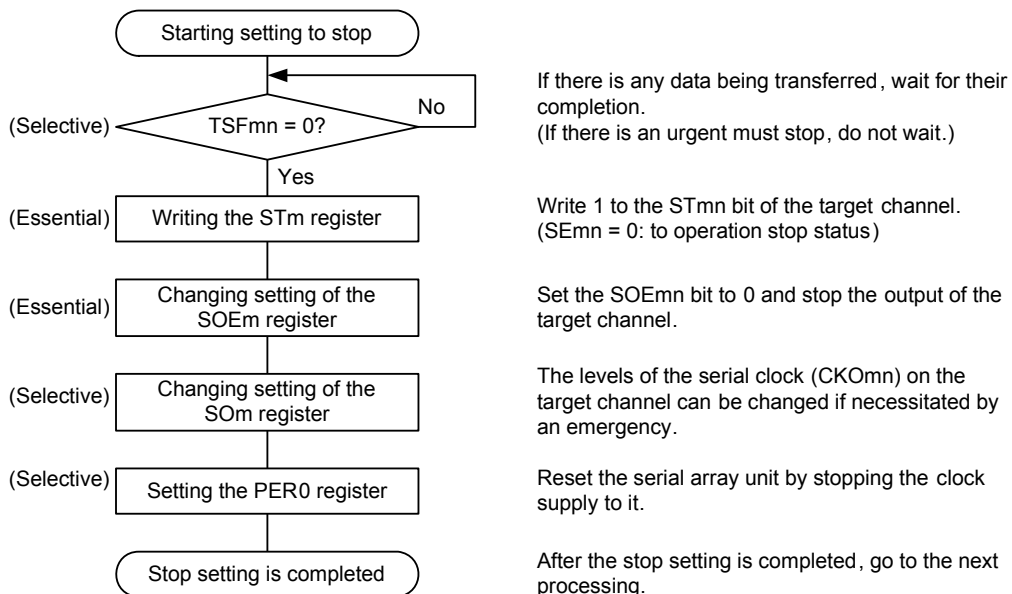 Starting setting to stop
If there is any data being transferred, wait for their
completion.
(If there is an urgent must stop, do not wait.)
No
(Selective)
TSFmn = 0?
Yes
(Essential)
Writing the STm register
Write 1 to the STmn bit of the target channel.
(SEmn = 0: to operation stop status)
(Essential)
Changing setting of the
SOEm register
Set the SOEmn bit to 0 and stop the output of the
target channel.
(Selective)
Changing setting of the
SOm register
The levels of the serial clock (CKOmn) on the
target channel can be changed if necessitated by
an emergency.
(Selective)
Setting the PER0 register
Reset the serial array unit by stopping the clock
supply to it.
Stop setting is completed
After the stop setting is completed, go to the next
processing.